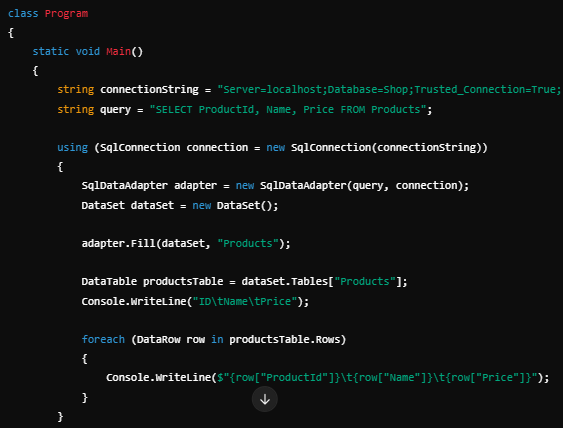 class Program
{
static void Main()
{
string connectionString = "Server=localhost;Database=Shop;Trusted_Connection=True;
string query = "SELECT ProductId, Name, Price FROM Products";
using (SqlConnection connection = new SqlConnection(connectionString))
{
SqlDataAdapter adapter = new SqlDataAdapter(query, connection);
DataSet dataSet = new DataSet();
adapter.Fill(dataSet, "Products");
DataTable productsTable = dataSet.Tables["Products"];
Console.WriteLine("ID\tName\tPrice");
foreach (DataRow row in productsTable.Rows)
{
Console.WriteLine($"{row["ProductId"]}\t{row["Name"]}\t{row["Price"]}");
}
}